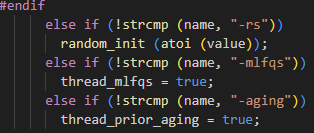 #endif
else if (!strcmp (name, "-rs"))
random_init (atoi (value));
else if (!strcmp (name, "-mlfqs"))
thread_mlfqs = true;
else if (!strcmp (name, "-aging"))
thread_prior_aging = true;